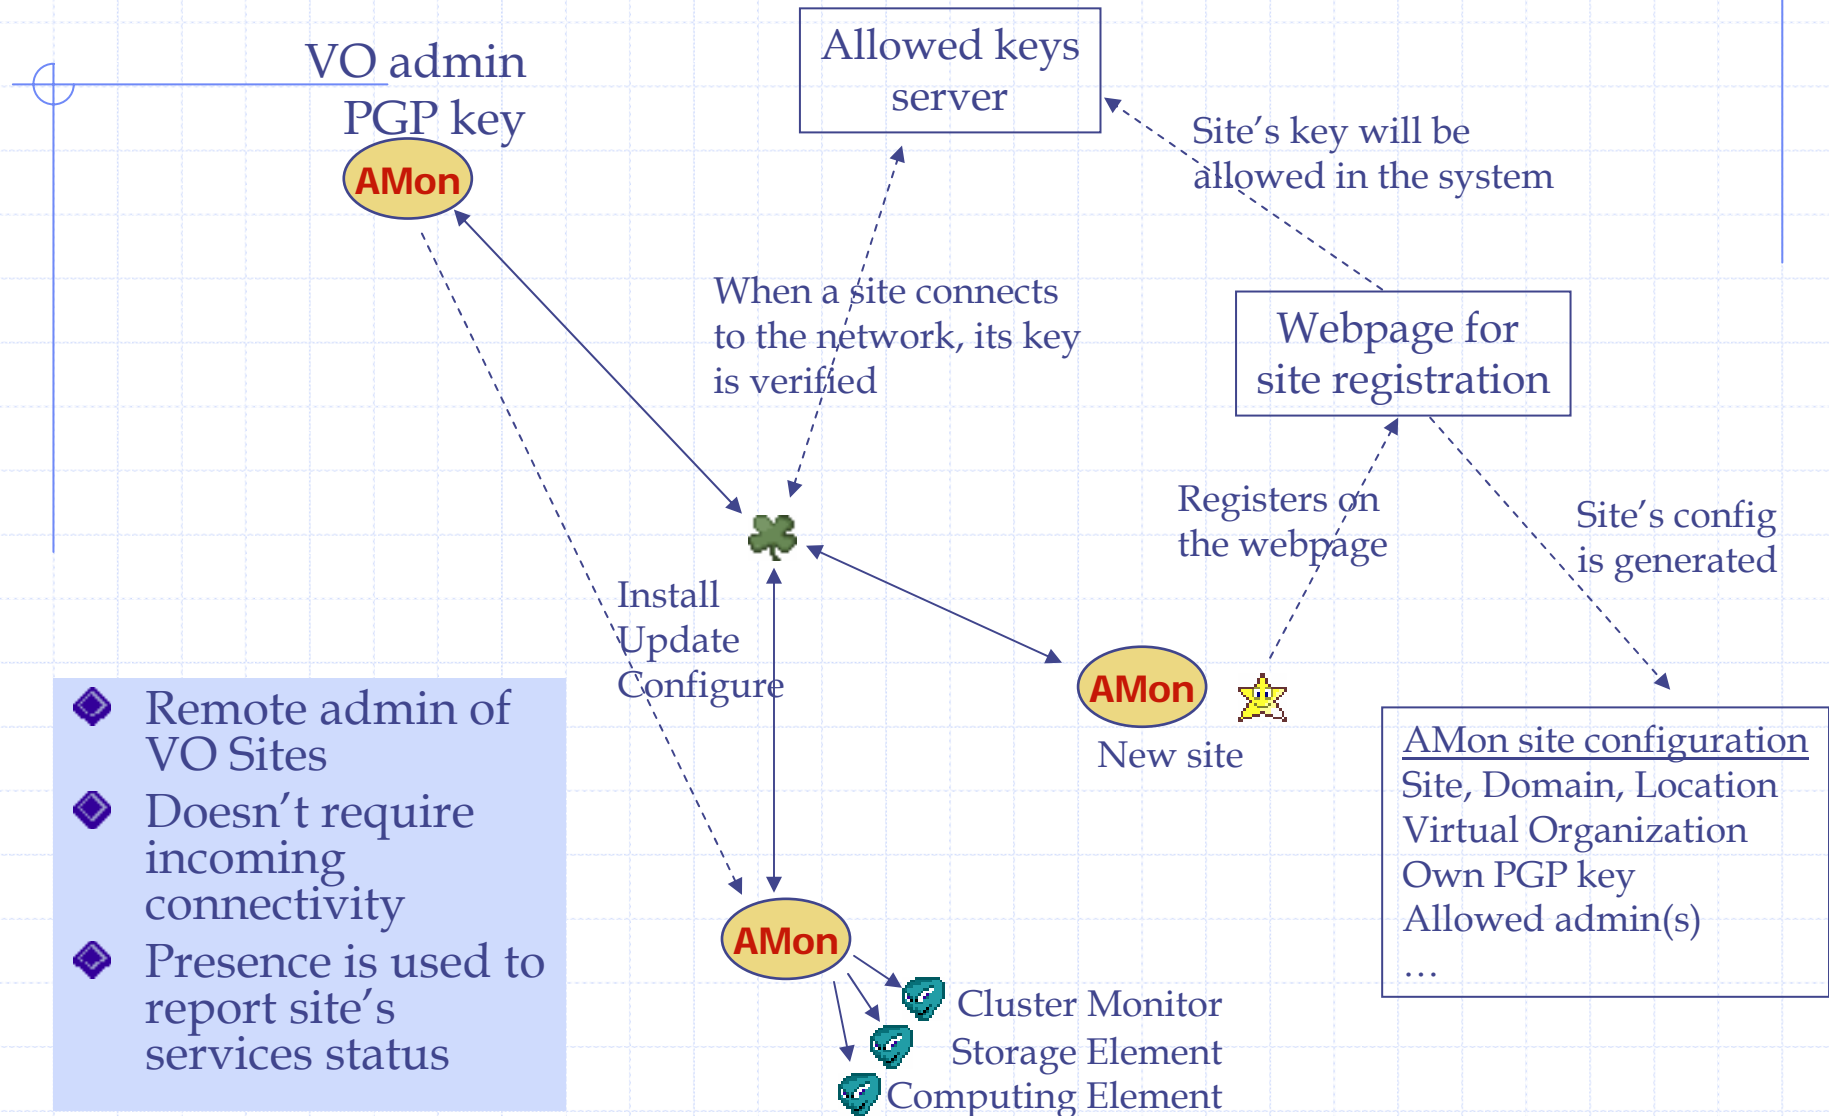 VO admin
PGP key
AMon
Allowed keys
server
Site’s key will be
allowed in the system
When a site connects
to the network, its key
is verified
Webpage for
site registration
Registers on
the webpage
Site’s config
is generated
Install
Update
Configure
AMon
New site
AMon site configuration
Site, Domain, Location
Virtual Organization
Own PGP key
Allowed admin(s)
…
Remote admin of
VO Sites
Doesn’t require
incoming
connectivity
Presence is used to
report site’s
services status
AMon
Cluster Monitor
Storage Element
Computing Element